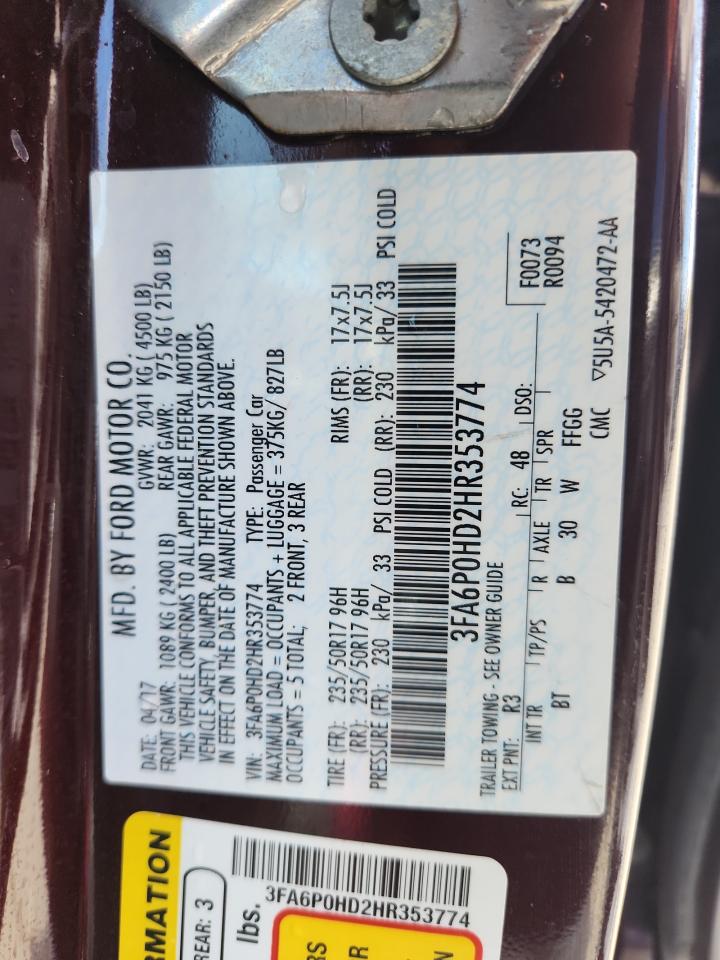 MFD. BY FORD MOTOR CO.
DATE: 04/17 GVWR: 2041 KG ( 4500 LB)
FRONT GAWR: 1089 KG ( 2400 LB) REAR GAWR: 975 KG ( 2150 LB)
THIS VEHICLE CONFORMS TO ALL APPLICABLE FEDERAL MOTOR
VEHICLE SAFETY, BUMPER, AND THEFT PREVENTION STANDARDS
IN EFFECT ON THE DATE OF MANUFACTURE SHOWN ABOVE.
VIN: 3FA6P0HD2HR353774 TYPE: Passenger Car
MAXIMUM LOAD = OCCUPANTS + LUGGAGE = 375KG/ 827LB
OCCUPANTS = 5 TOTAL; 2 FRONT, 3 REAR
TIRE (FR): 235/50R17 96H RIMS (FR): 17x7.5J
(RR): 235/50R17 96H (RR): 17x7.5J
PRESSURE (FR): 230 kPa/ 33 PSI COLD (RR): 230 kPa/ 33 PSI COLD
3FA6P0HD2HR353774
TRAILER TOWING - SEE OWNER GUIDE
EXT PNT: R3 RC: 48 DSO: F0073
R0094
INT TR TP/PS R AXLE TR SPR
BT B 30 W FFGG
CMC ▽5U5A-5420472-AA
RMATION
REAR: 3
lbs.
3FA6P0HD2HR353774
RS
R
N